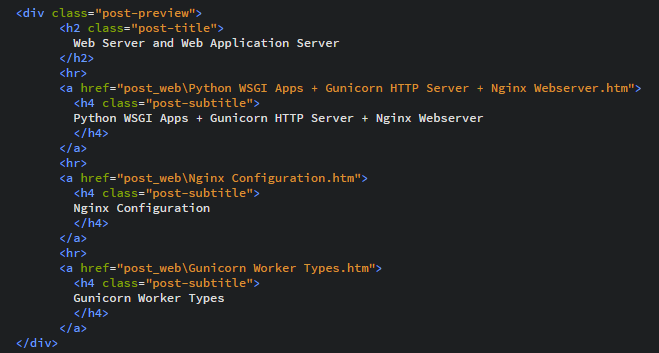 <div class="post-preview">
<h2 class="post-title">
Web Server and Web Application Server
</h2>
<hr>
<a href="post_web\Python WSGI Apps + Gunicorn HTTP Server + Nginx Webserver.htm">
<h4 class="post-subtitle">
Python WSGI Apps + Gunicorn HTTP Server + Nginx Webserver
</h4>
</a>
<hr>
<a href="post_web\Nginx Configuration.htm">
<h4 class="post-subtitle">
Nginx Configuration
</h4>
</a>
<hr>
<a href="post_web\Gunicorn Worker Types.htm">
<h4 class="post-subtitle">
Gunicorn Worker Types
</h4>
</a>
</div>